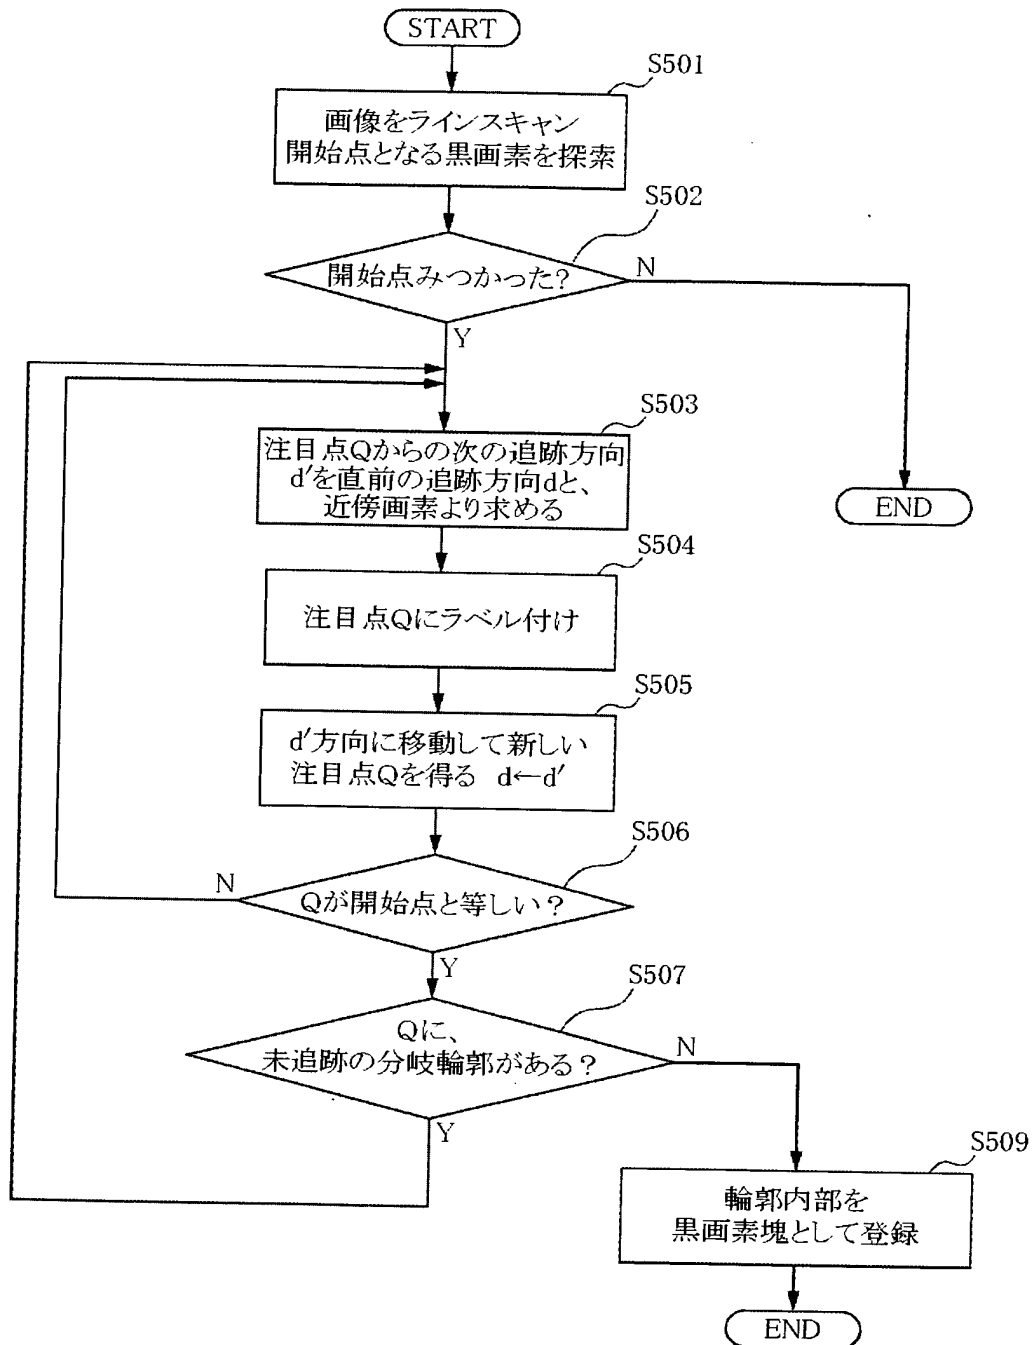 START
S501
画像をラインスキャン
開始点となる黒画素を探索
S502
開始点みつかった?
N
Y
S503
注目点Qからの次の追跡方向
d′を直前の追跡方向dと、
近傍画素より求める
END
S504
注目点Qにラベル付け
S505
d′方向に移動して新しい
注目点Qを得る d←d′
S506
N
Qが開始点と等しい?
Y
S507
Qに、
未追跡の分岐輪郭がある?
N
Y
S509
輪郭内部を
黒画素塊として登録
END